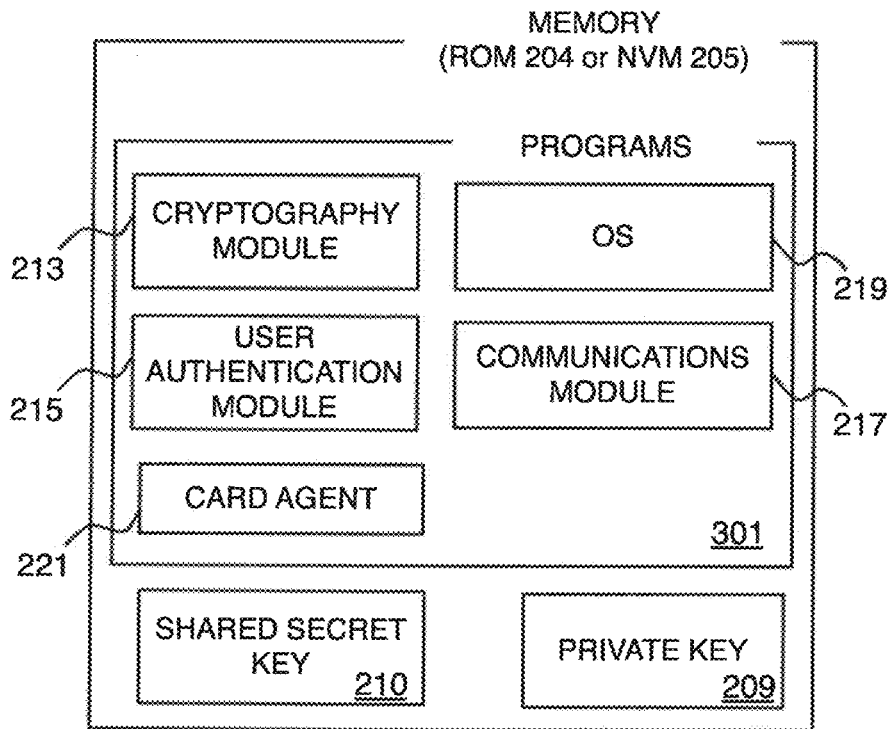 MEMORY
(ROM 204 or NVM 205)
PROGRAMS
CRYPTOGRAPHY
MODULE
213
OS
219
USER
AUTHENTICATION
MODULE
215
COMMUNICATIONS
MODULE
217
CARD AGENT
221
301
SHARED SECRET
KEY
210
PRIVATE KEY
209